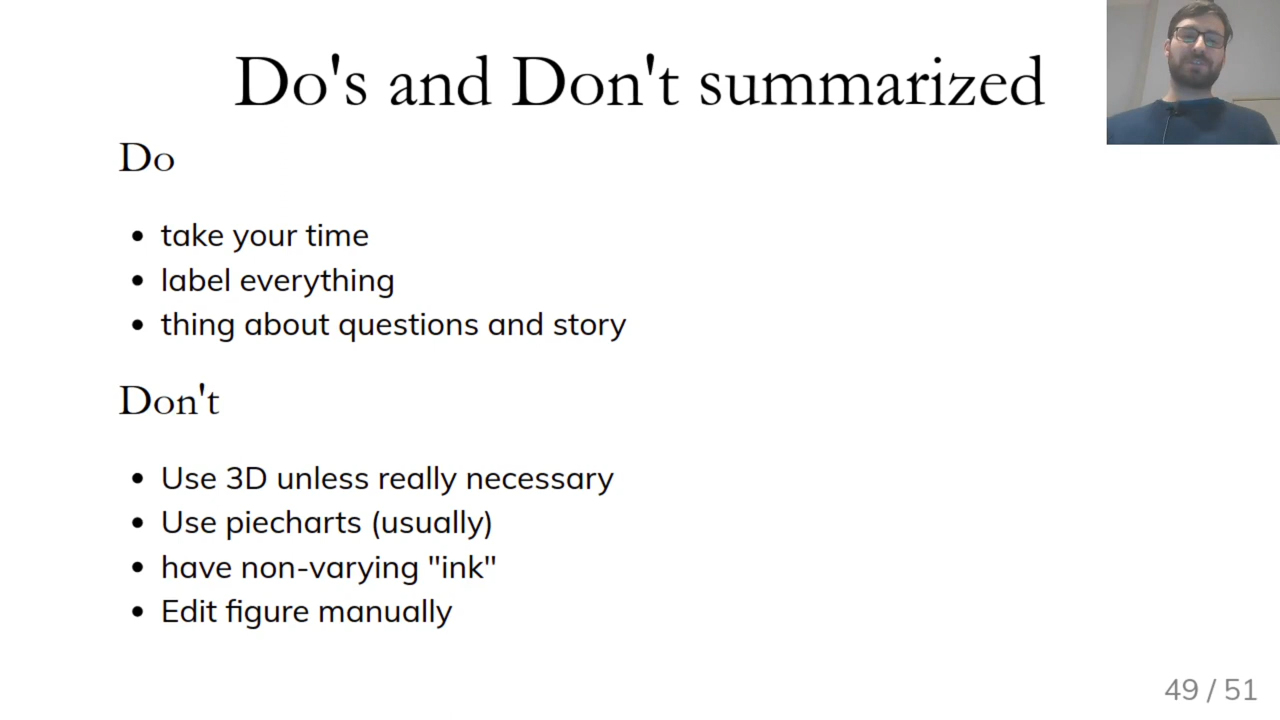 Do's and Don't summarized
Do
• take your time
• label everything
• thing about questions and story
Don't
• Use 3D unless really necessary
• Use piecharts (usually)
• have non-varying "ink"
• Edit figure manually
49 / 51